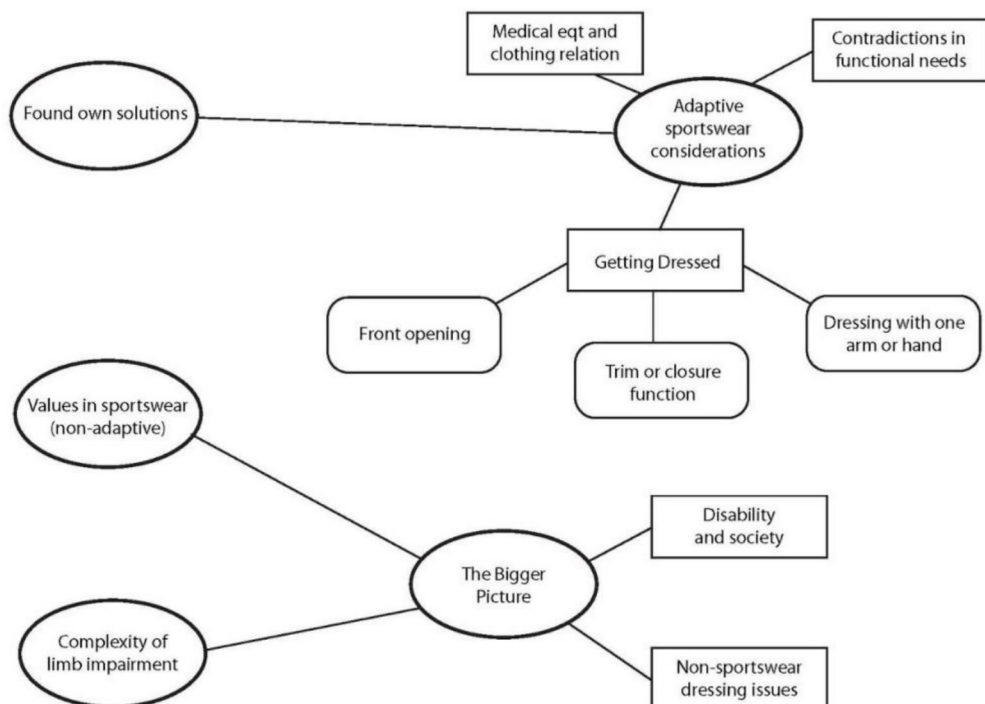 Medical eqt and
clothing relation
Contradictions in
functional needs
Found own solutions
Adaptive
sportswear
considerations
Getting Dressed
Front opening
Trim or closure
function
Dressing with one
arm or hand
Values in sportswear
(non-adaptive)
Disability
and society
The Bigger
Picture
Complexity of
limb impairment
Non-sportswear
dressing issues